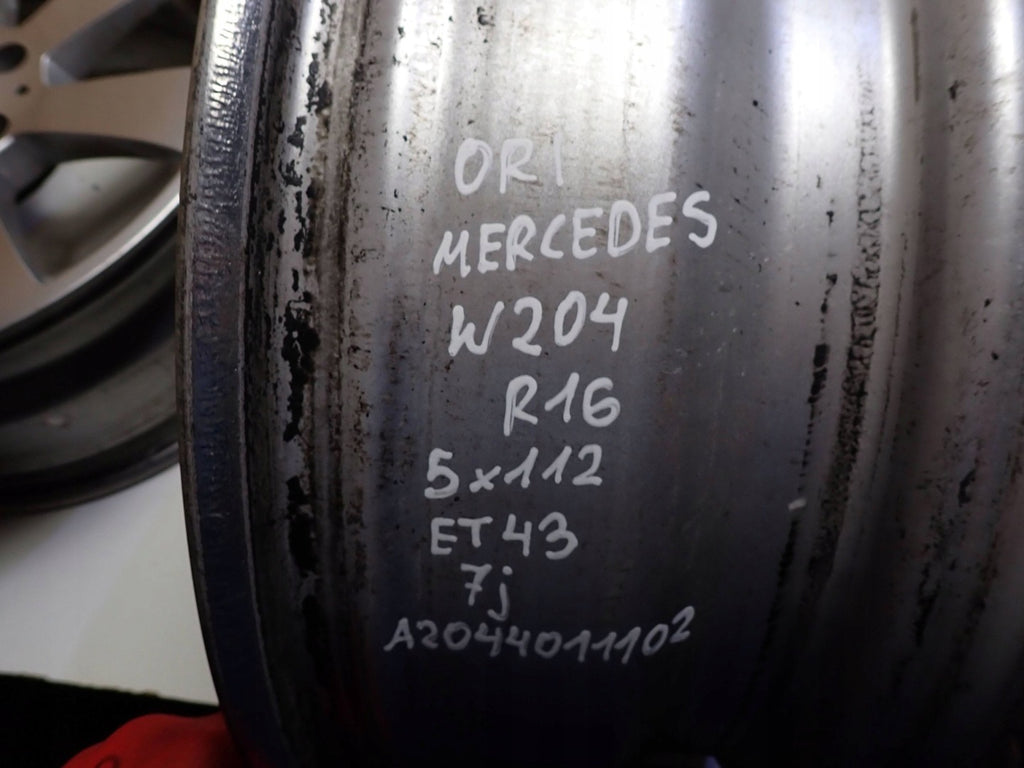 ORI
MERCEDES
W204
R16
5x112
ET43
7j
A2044011102